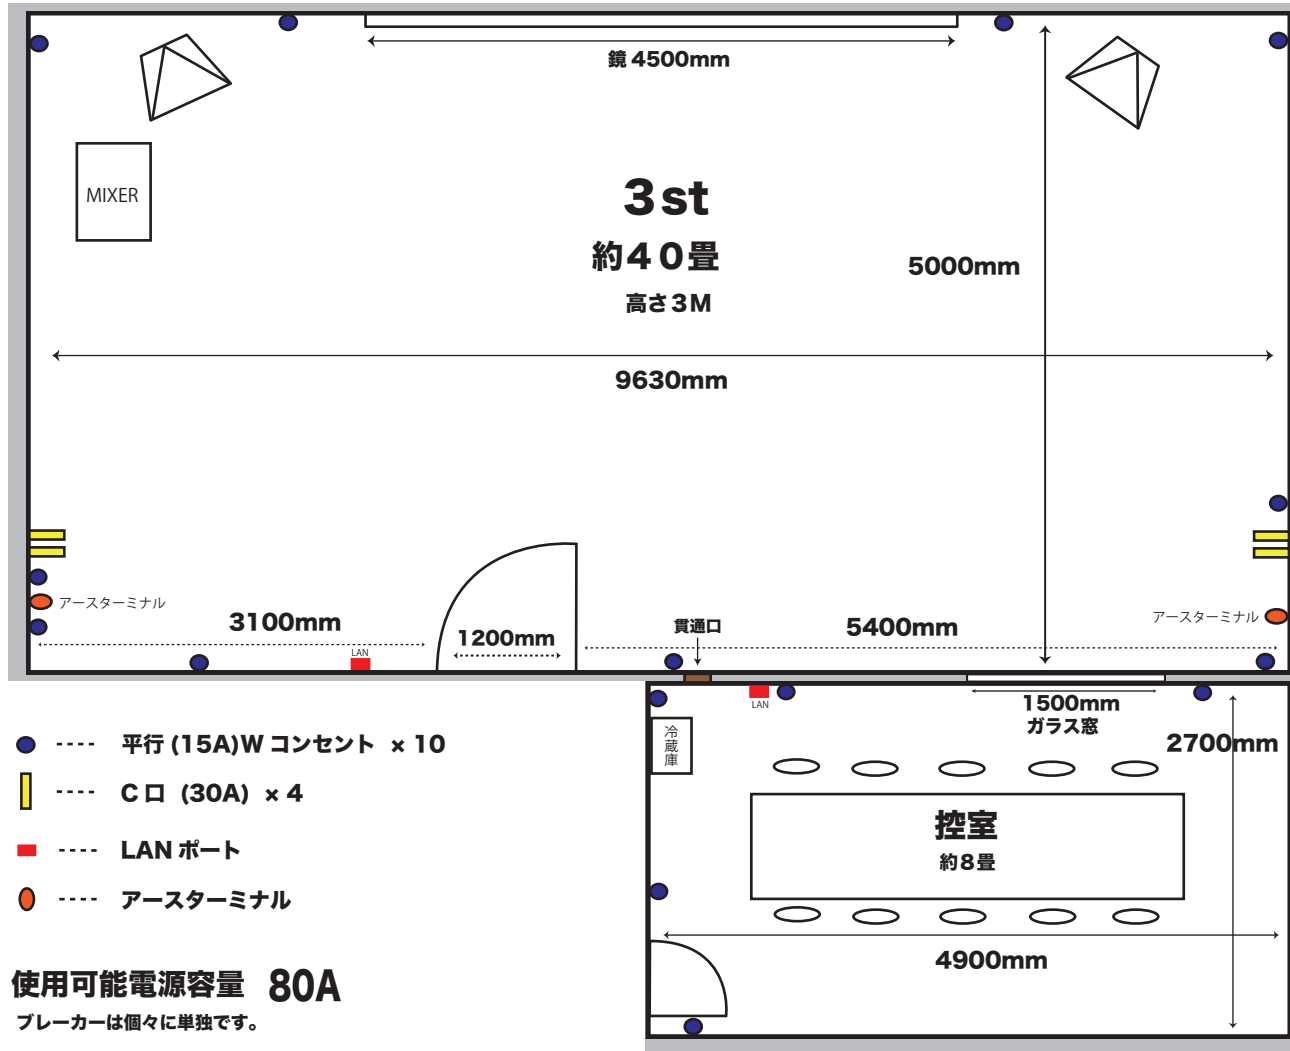 鏡 4500mm
MIXER
3st
約４０畳
高さ３M
5000mm
9630mm
アースターミナル
アースターミナル
3100mm
LAN
1200mm
貫通口
5400mm
LAN
1500mm
ガラス窓
冷蔵庫
2700mm
控室
約８畳
4900mm
---- 平行 (15A)W コンセント × 10
---- C 口 (30A) × 4
---- LAN ポート
---- アースターミナル
使用可能電源容量 80A
ブレーカーは個々に単独です。